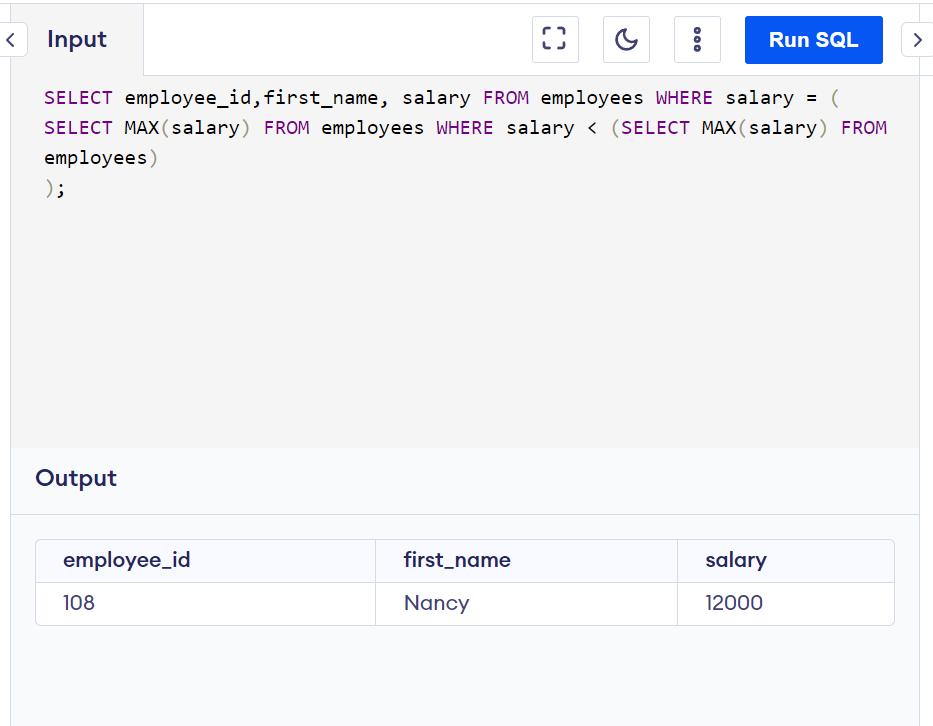 Input
Run SQL
SELECT employee_id,first_name, salary FROM employees WHERE salary = (
SELECT MAX(salary) FROM employees WHERE salary < (SELECT MAX(salary) FROM
employees)
);
Output
employee_id first_name salary
108 Nancy 12000